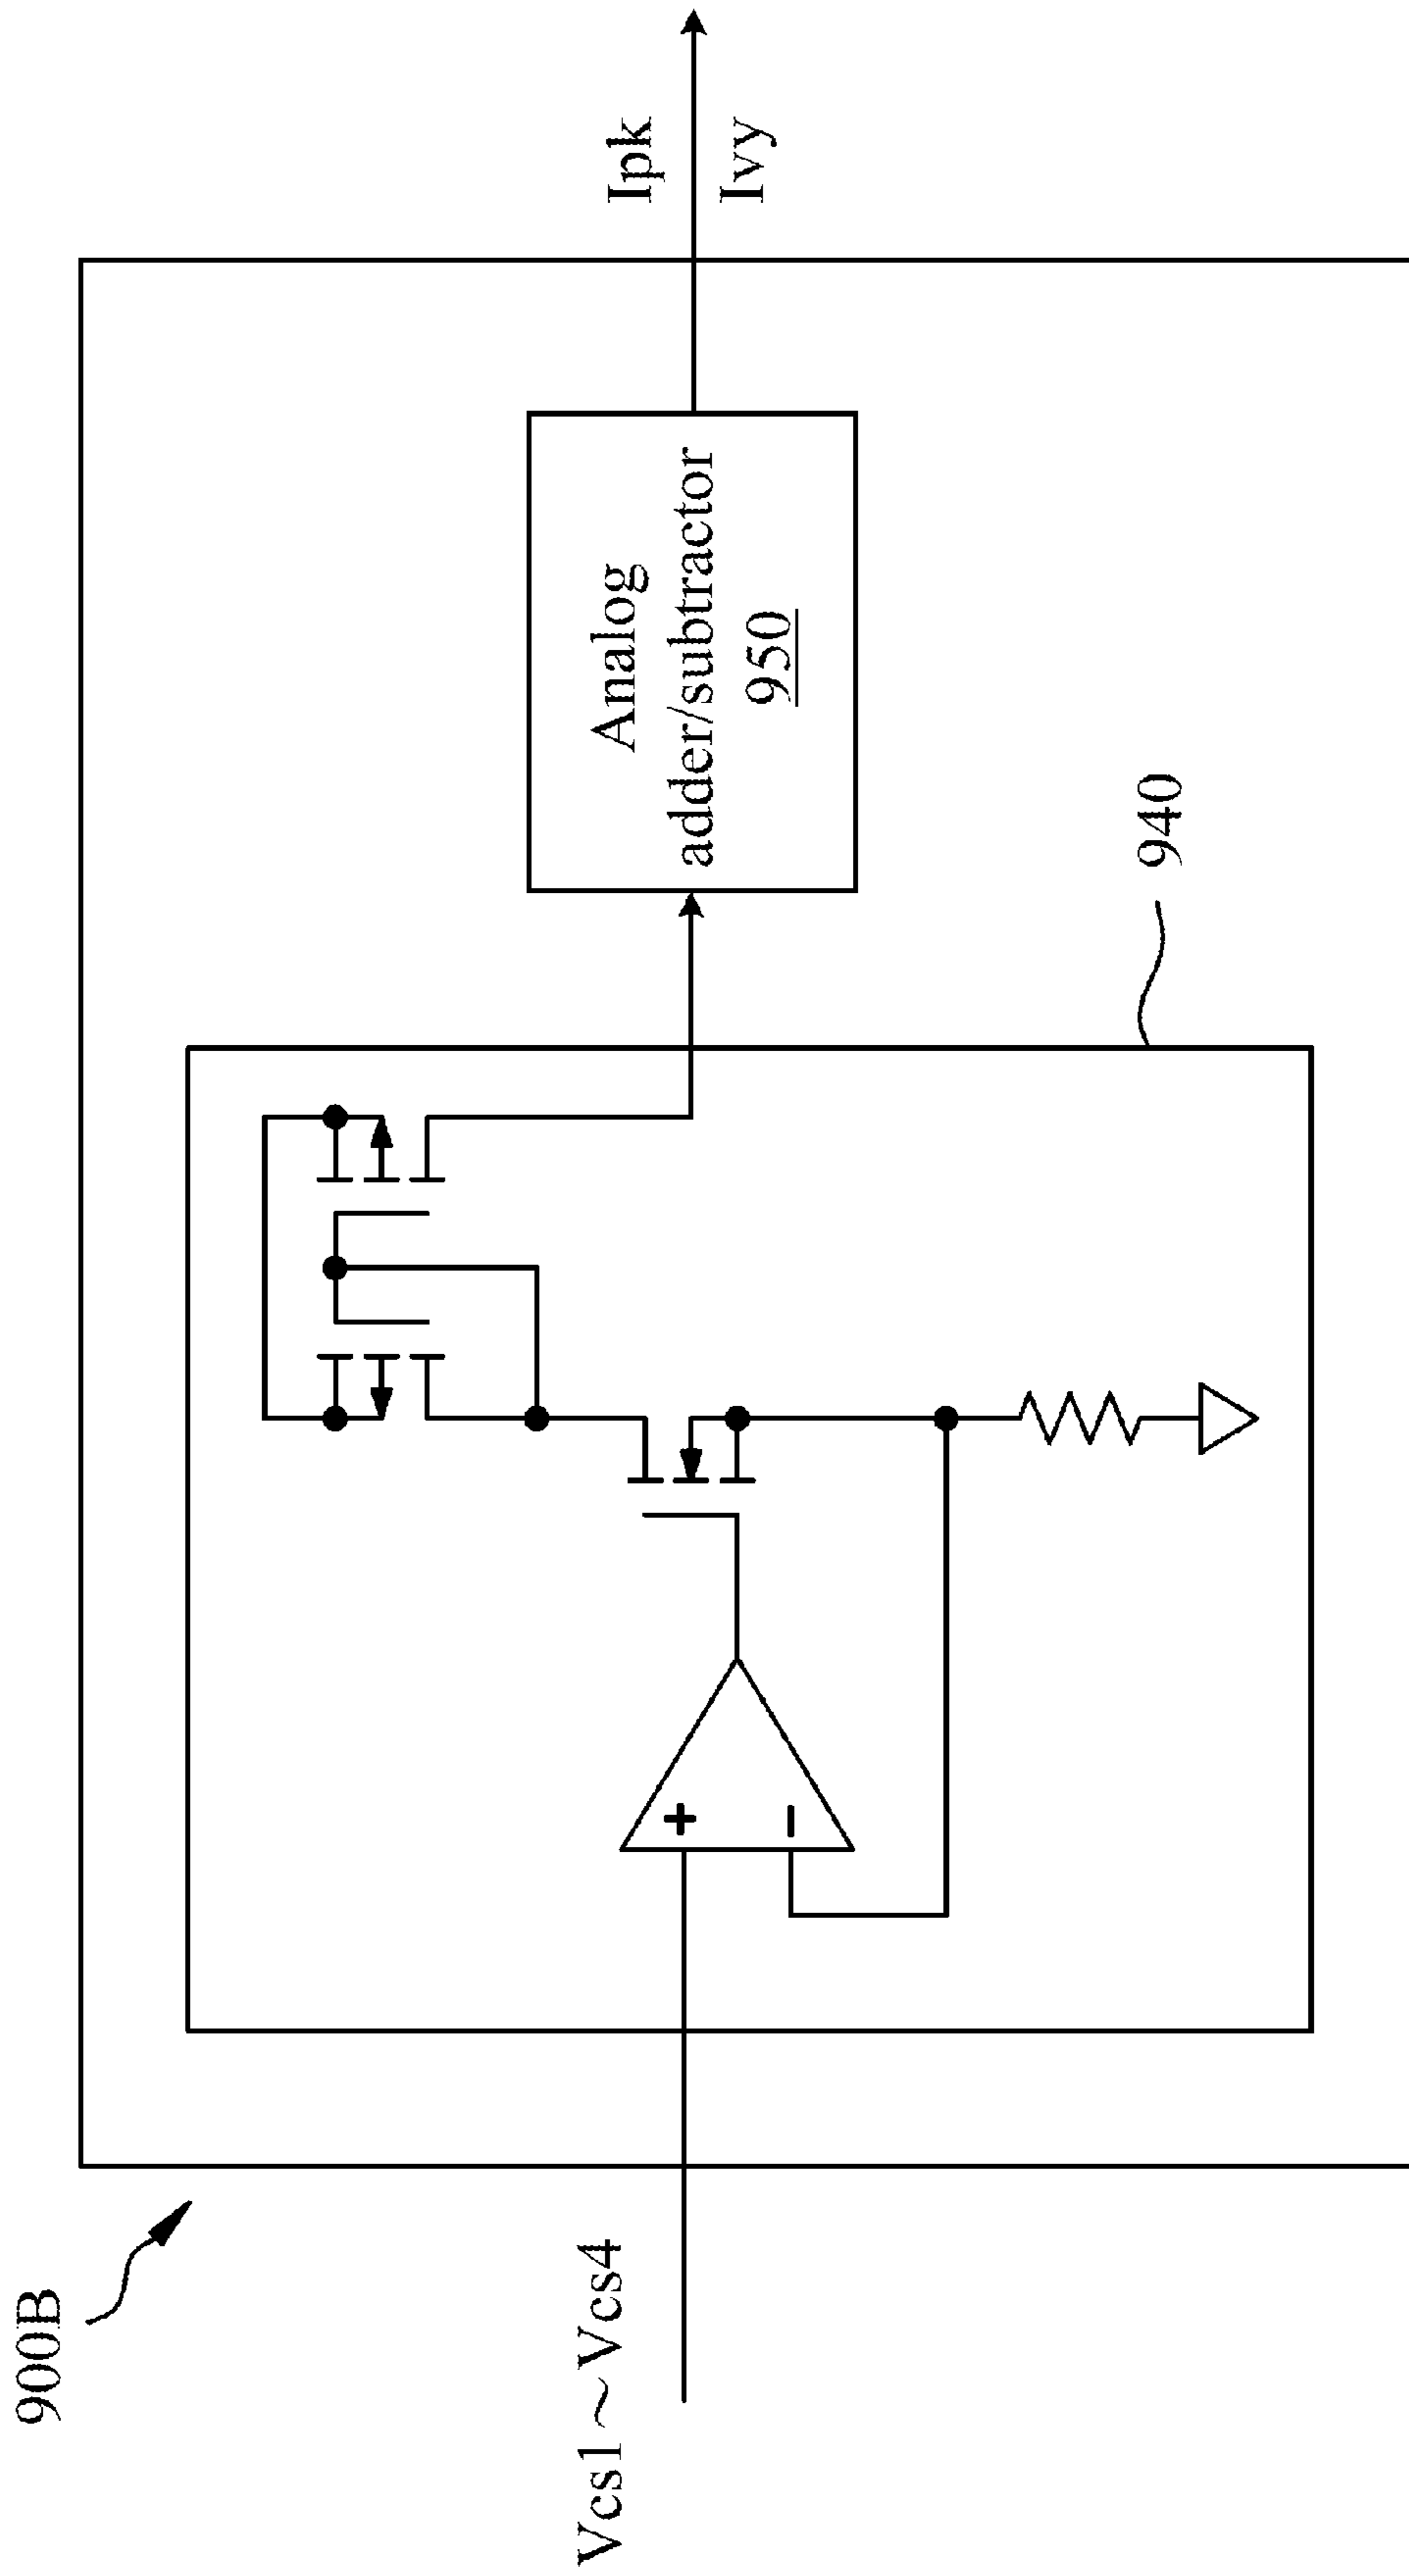 900B
Vcs1~Vcs4
+
−
940
Analog
adder/subtractor
950
Ipk
Ivy